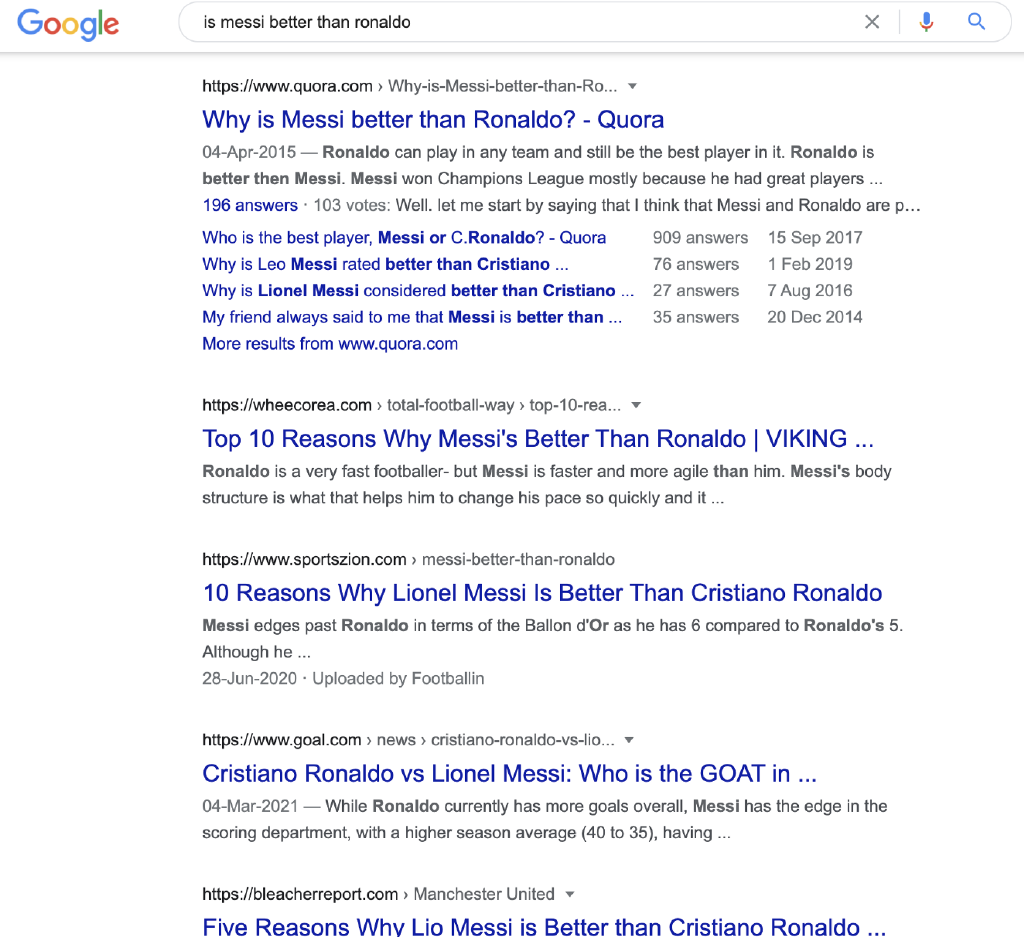 Google
is messi better than ronaldo
https://www.quora.com › Why-is-Messi-better-than-Ro...
Why is Messi better than Ronaldo? - Quora
04-Apr-2015 — Ronaldo can play in any team and still be the best player in it. Ronaldo is
better then Messi. Messi won Champions League mostly because he had great players ...
196 answers · 103 votes: Well. let me start by saying that I think that Messi and Ronaldo are p...
Who is the best player, Messi or C.Ronaldo? - Quora 909 answers 15 Sep 2017
Why is Leo Messi rated better than Cristiano ... 76 answers 1 Feb 2019
Why is Lionel Messi considered better than Cristiano ... 27 answers 7 Aug 2016
My friend always said to me that Messi is better than ... 35 answers 20 Dec 2014
More results from www.quora.com
https://wheecorea.com › total-football-way › top-10-rea...
Top 10 Reasons Why Messi's Better Than Ronaldo | VIKING ...
Ronaldo is a very fast footballer- but Messi is faster and more agile than him. Messi's body
structure is what that helps him to change his pace so quickly and it ...
https://www.sportszion.com › messi-better-than-ronaldo
10 Reasons Why Lionel Messi Is Better Than Cristiano Ronaldo
Messi edges past Ronaldo in terms of the Ballon d'Or as he has 6 compared to Ronaldo's 5.
Although he ...
28-Jun-2020 · Uploaded by Footballin
https://www.goal.com › news › cristiano-ronaldo-vs-lio...
Cristiano Ronaldo vs Lionel Messi: Who is the GOAT in ...
04-Mar-2021 — While Ronaldo currently has more goals overall, Messi has the edge in the
scoring department, with a higher season average (40 to 35), having ...
https://bleacherreport.com › Manchester United
Five Reasons Why Lio Messi is Better than Cristiano Ronaldo ...